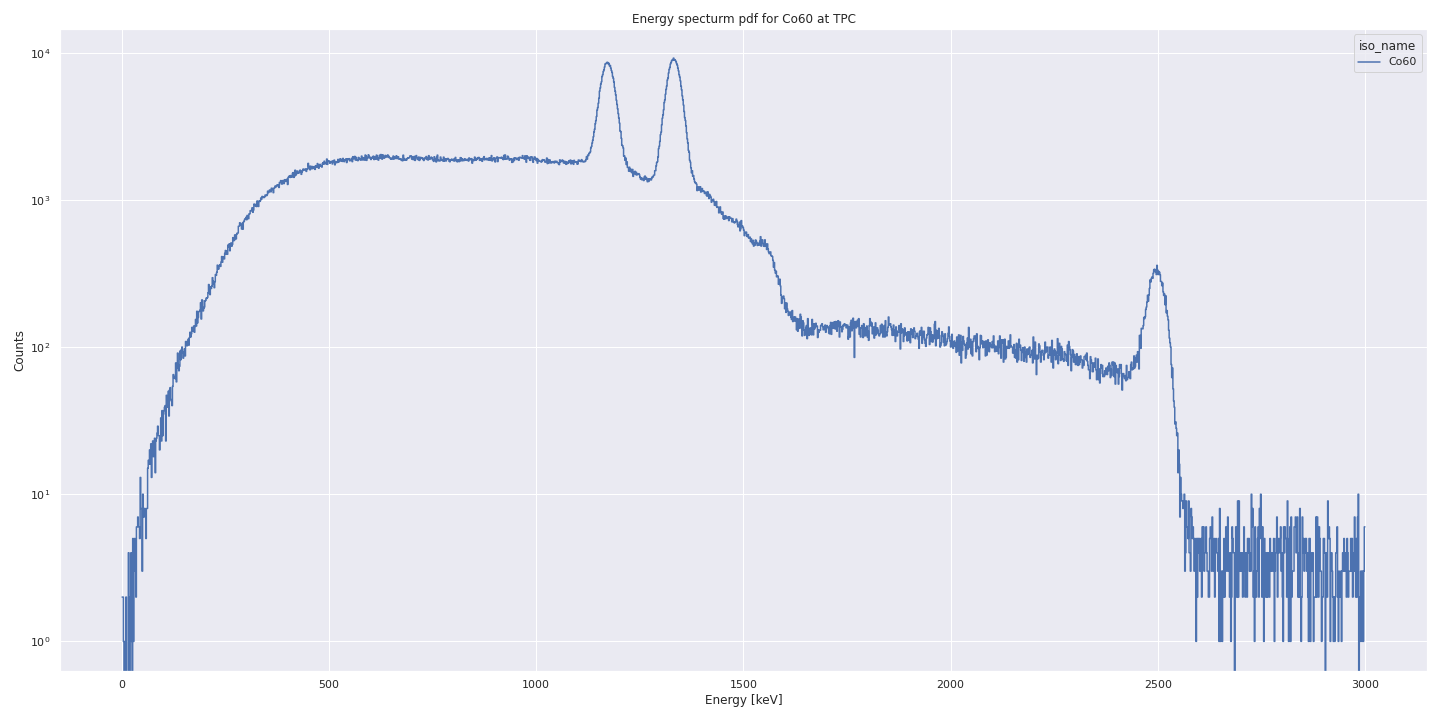 Energy specturm pdf for Co60 at TPC
iso_name
Co60
Counts
10⁴
10³
10²
10¹
10⁰
0 500 1000 1500 2000 2500 3000
Energy [keV]